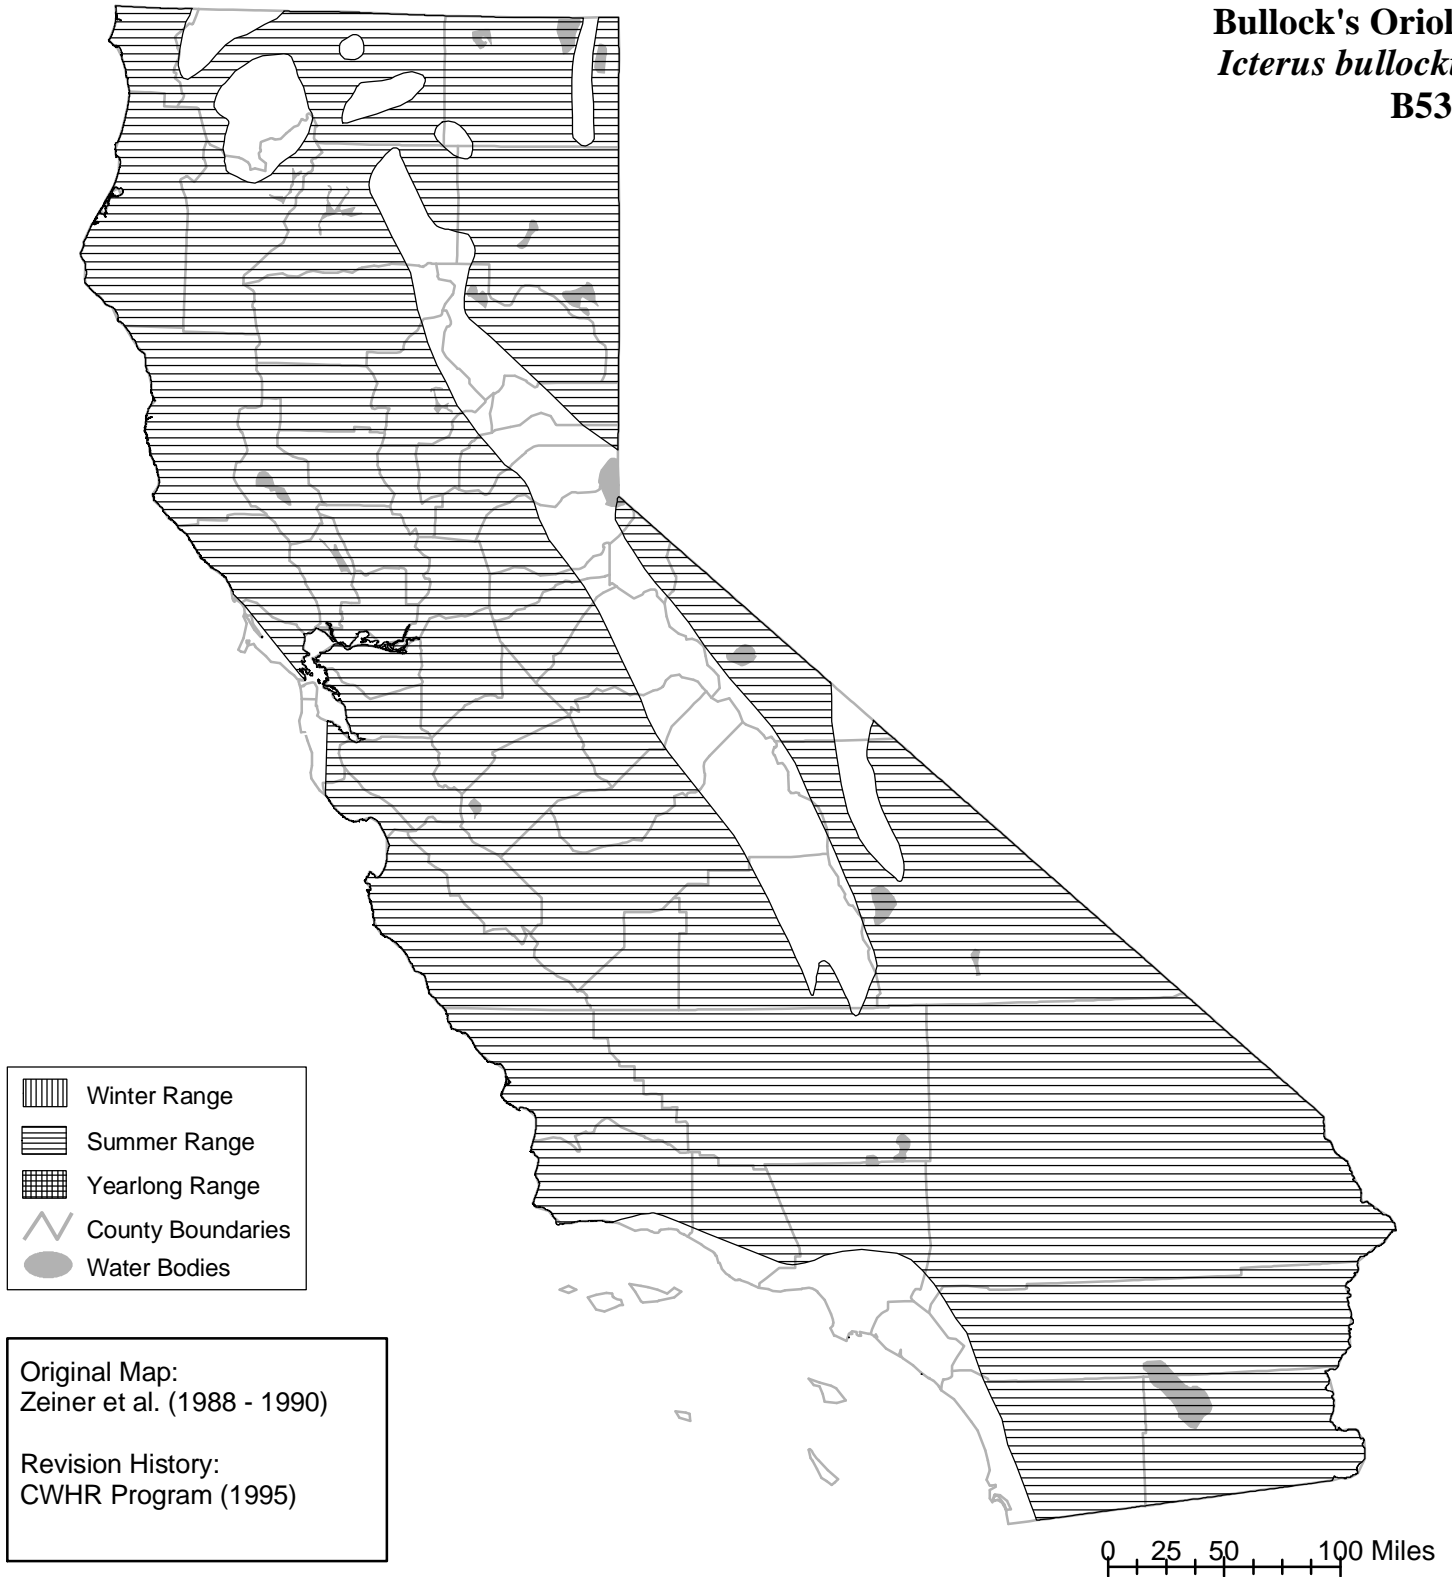 Bullock's Oriol
Icterus bullocki
B53
Winter Range
Summer Range
Yearlong Range
County Boundaries
Water Bodies
Original Map:
Zeiner et al. (1988 - 1990)
Revision History:
CWHR Program (1995)
0 25 50 100 Miles